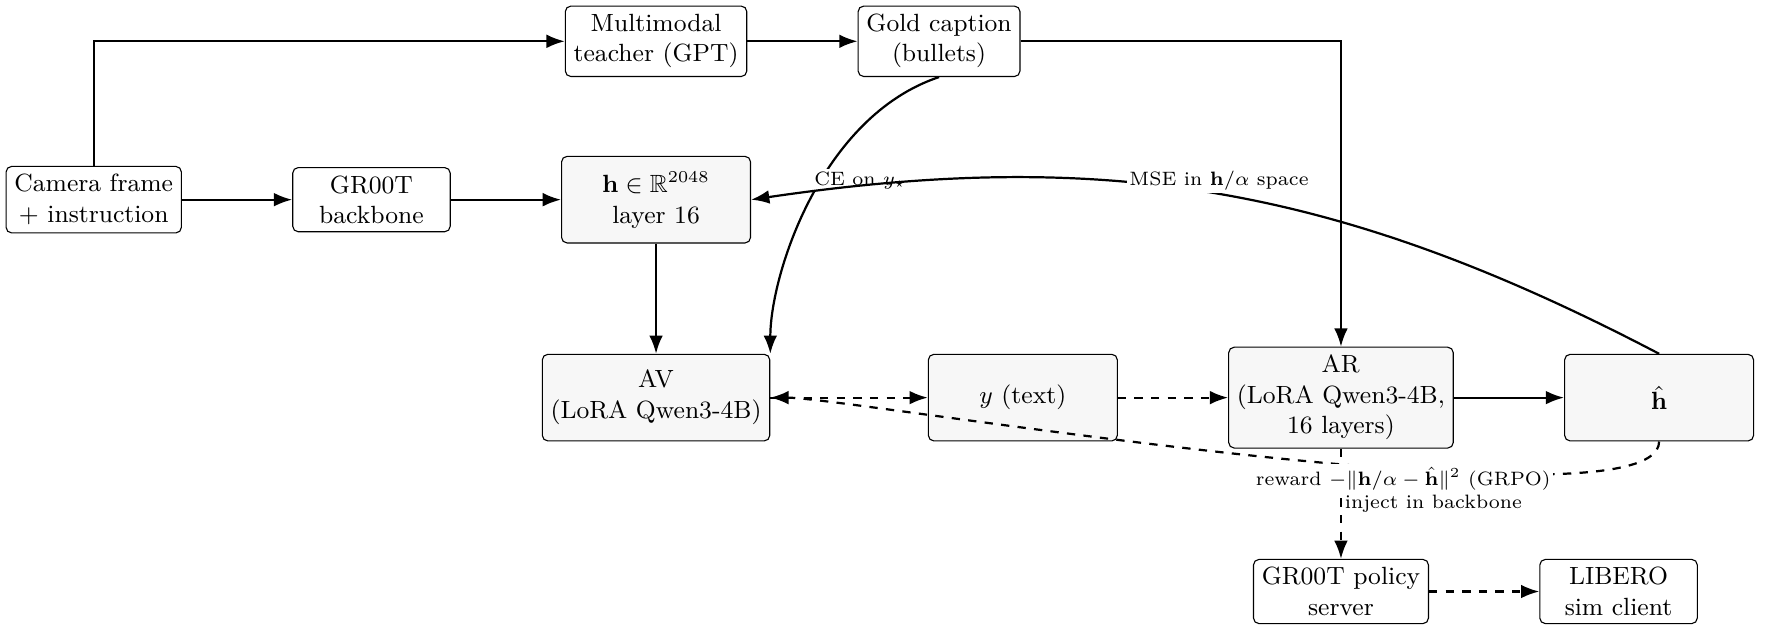 Multimodal
teacher (GPT)
Gold caption
(bullets)
Camera frame
+ instruction
GR00T
backbone
𝐡 ∈ ℝ²⁰⁴⁸
layer 16
CE on y⋆
MSE in 𝐡/α space
AV
(LoRA Qwen3-4B)
y (text)
AR
(LoRA Qwen3-4B,
16 layers)
𝐡̂
reward −‖𝐡/α − 𝐡̂‖² (GRPO)
inject in backbone
GR00T policy
server
LIBERO
sim client